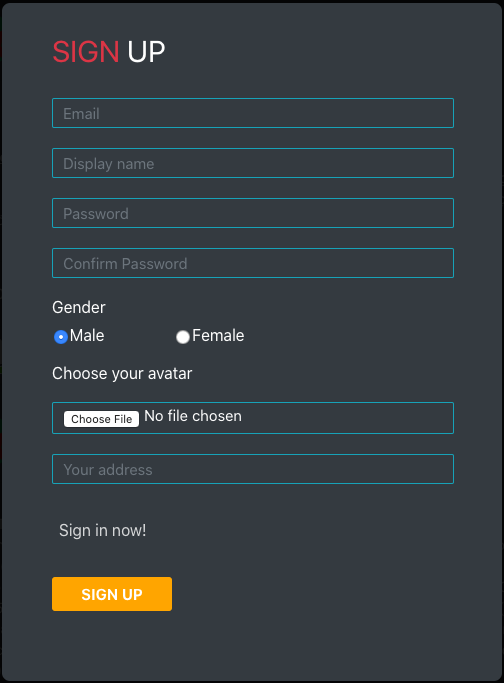 SIGN UP
Email
Display name
Password
Confirm Password
Gender
Male Female
Choose your avatar
Choose File No file chosen
Your address
Sign in now!
SIGN UP